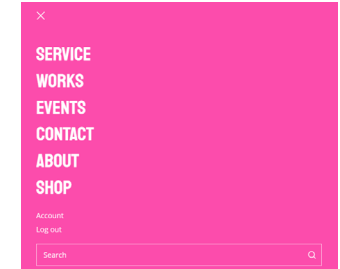 SERVICE
WORKS
EVENTS
CONTACT
ABOUT
SHOP
Account
Log out
Search